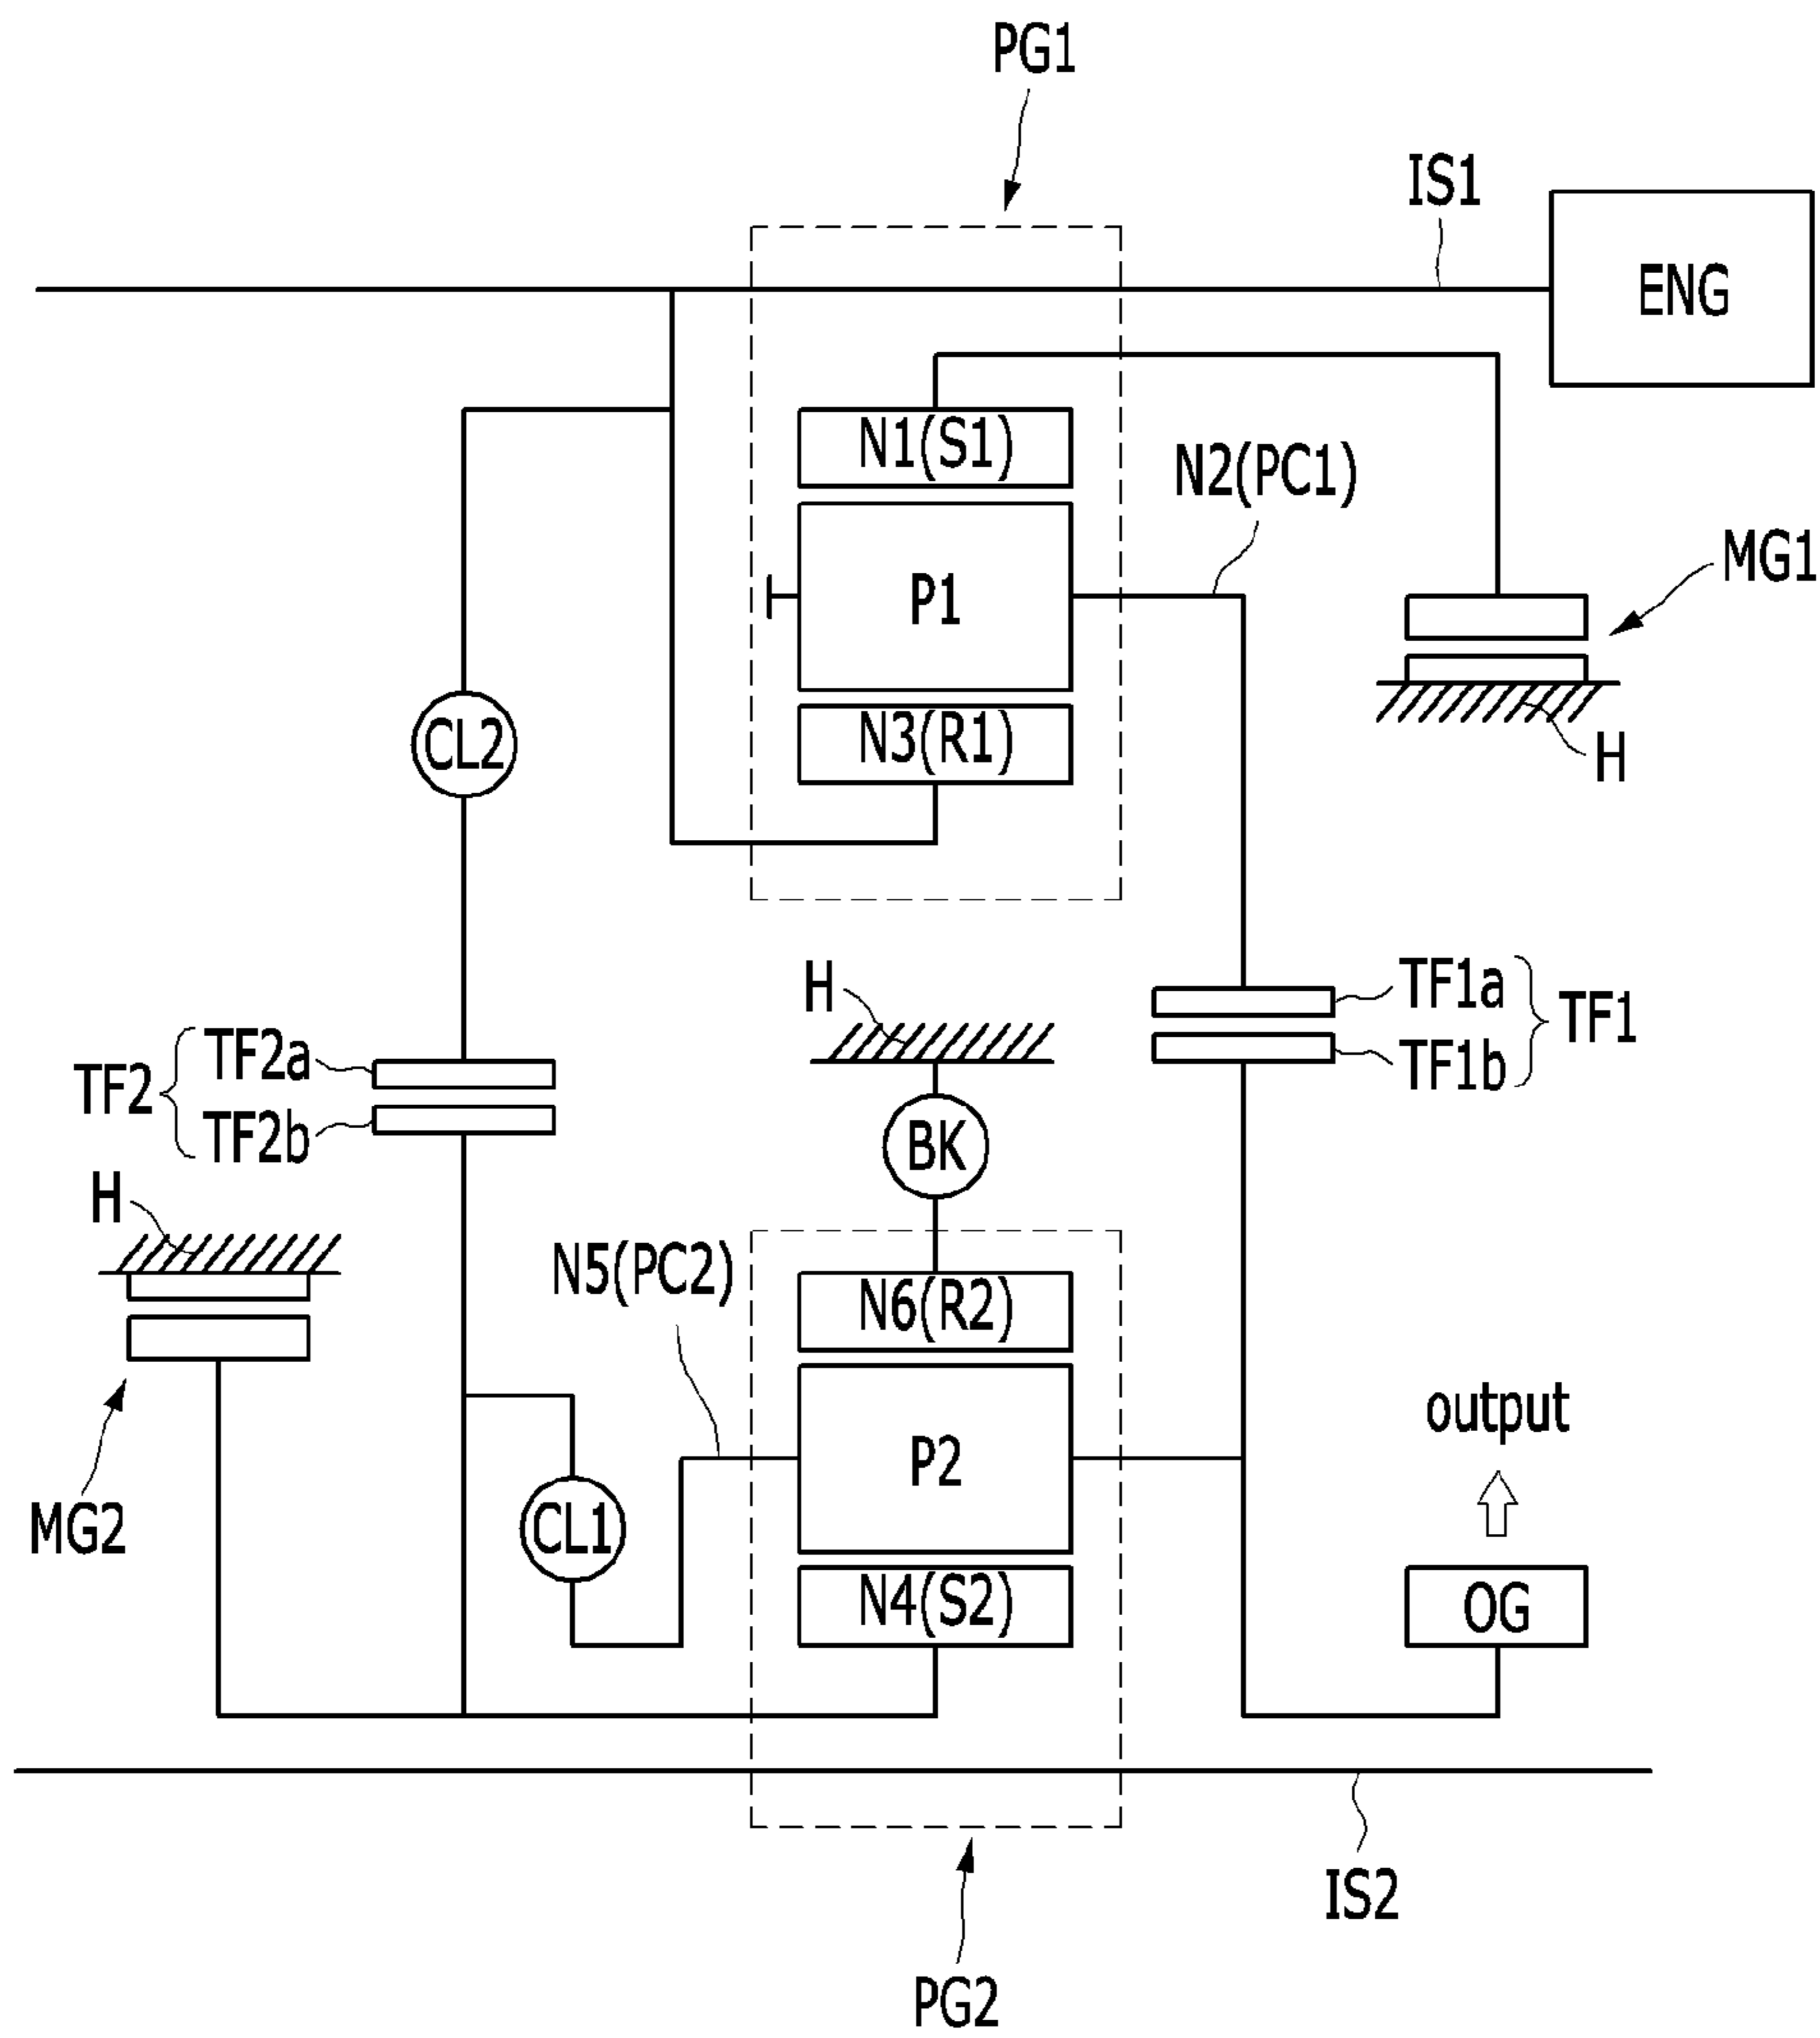 PG1
IS1
ENG
N1(S1)
N2(PC1)
MG1
P1
CL2
N3(R1)
H
H
TF1a
TF1
TF1b
TF2a
TF2
TF2b
BK
H
N5(PC2)
N6(R2)
output
P2
MG2
CL1
N4(S2)
OG
IS2
PG2